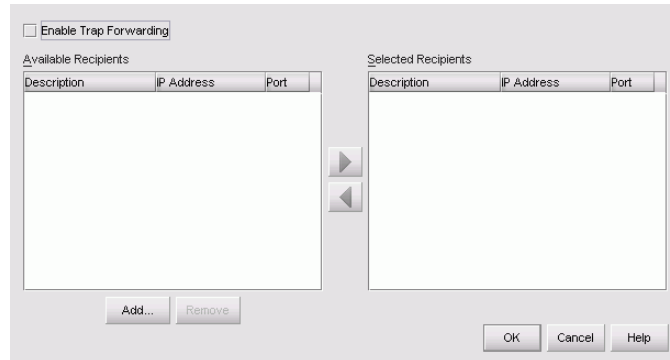 Enable Trap Forwarding
Available Recipients
Description IP Address Port
Selected Recipients
Description IP Address Port
Add... Remove
OK Cancel Help